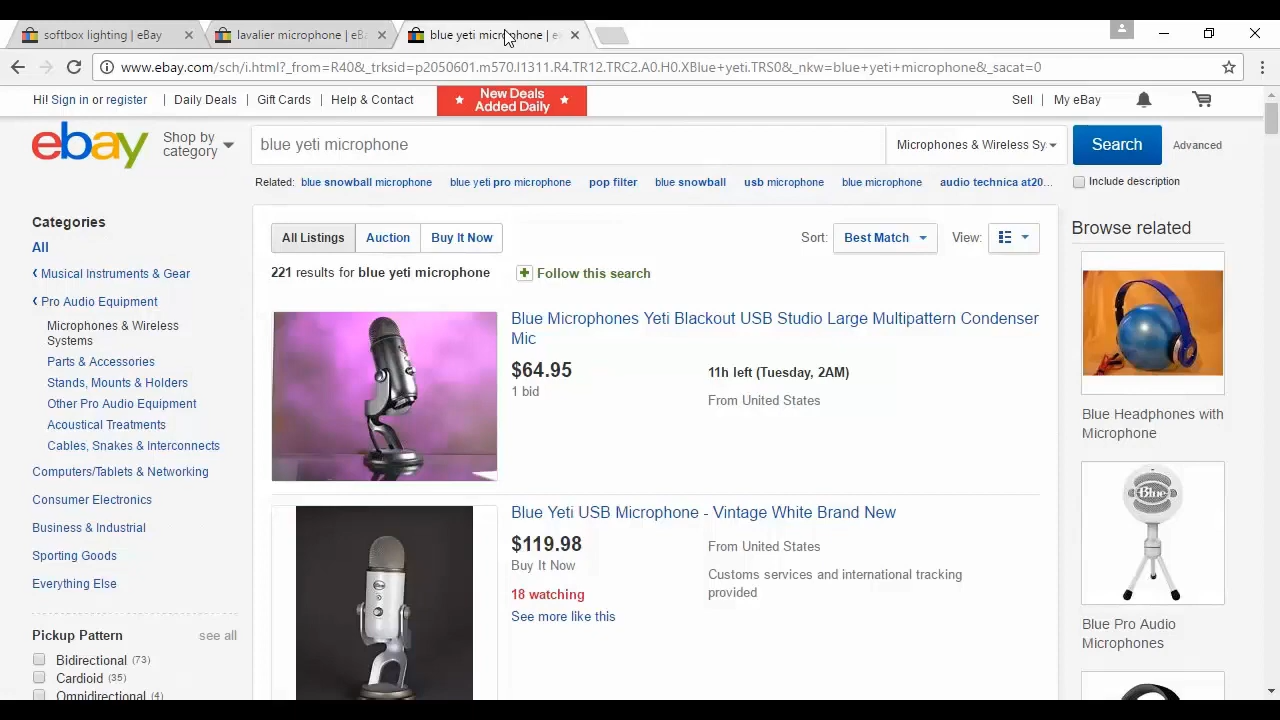 softbox lighting | eBay
lavalier microphone | eB
blue yeti microphone | e
www.ebay.com/sch/i.html?_from=R40&_trksid=p2050601.m570.l1311.R4.TR12.TRC2.A0.H0.XBlue+yeti.TRS0&_nkw=blue+yeti+microphone&_sacat=0
Hi! Sign in or register
Daily Deals
Gift Cards
Help & Contact
New Deals
Added Daily
Sell
My eBay
ebay
Shop by
category
blue yeti microphone
Microphones & Wireless Sy
Search
Advanced
Related: blue snowball microphone blue yeti pro microphone pop filter blue snowball usb microphone blue microphone audio technica at20...
Include description
Categories
All
Musical Instruments & Gear
Pro Audio Equipment
Microphones & Wireless
Systems
Parts & Accessories
Stands, Mounts & Holders
Other Pro Audio Equipment
Acoustical Treatments
Cables, Snakes & Interconnects
Computers/Tablets & Networking
Consumer Electronics
Business & Industrial
Sporting Goods
Everything Else
Pickup Pattern see all
Bidirectional (73)
Cardioid (35)
Omnidirectional (4)
All Listings
Auction
Buy It Now
Sort: Best Match
View:
221 results for blue yeti microphone
Follow this search
Blue Microphones Yeti Blackout USB Studio Large Multipattern Condenser
Mic
$64.95
1 bid
11h left (Tuesday, 2AM)
From United States
Blue Yeti USB Microphone - Vintage White Brand New
$119.98
Buy It Now
18 watching
See more like this
From United States
Customs services and international tracking
provided
Browse related
Blue Headphones with
Microphone
Blue
Blue Pro Audio
Microphones